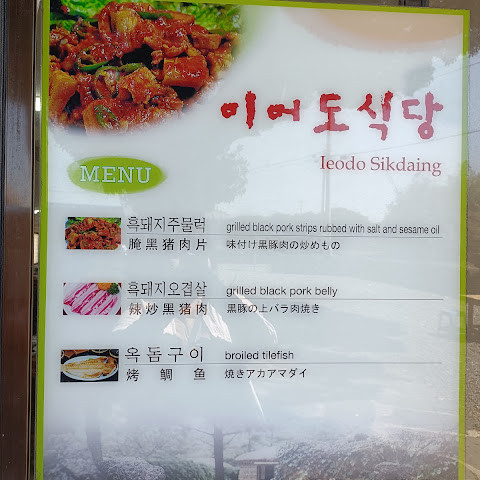 이어도식당
Ieodo Sikdaing
MENU
흑돼지주물럭 grilled black pork strips rubbed with salt and sesame oil
腌黑猪肉片 味付け黒豚肉の炒めもの
흑돼지오겹살 grilled black pork belly
辣炒黑猪肉 黒豚の上バラ肉焼き
옥돔구이 broiled tilefish
烤鲷鱼 焼きアカアマダイ